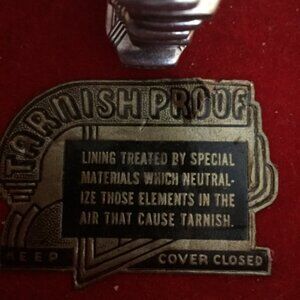 TARNISH PROOF
LINING TREATED BY SPECIAL
MATERIALS WHICH NEUTRAL-
IZE THOSE ELEMENTS IN THE
AIR THAT CAUSE TARNISH.
KEEP COVER CLOSED